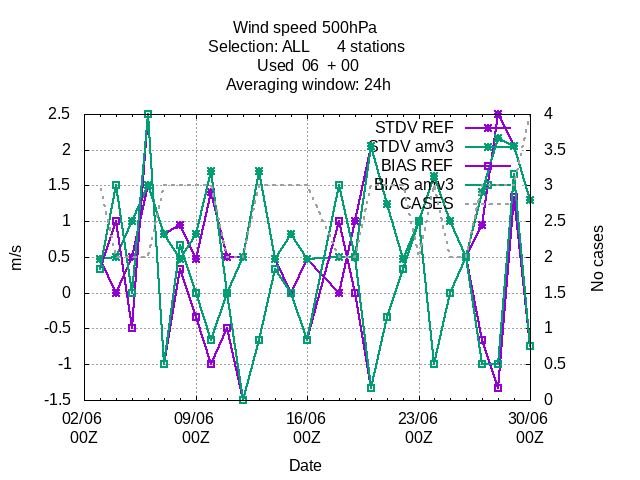 Wind speed 500hPa
Selection: ALL 4 stations
Used 06 + 00
Averaging window: 24h
STDV REF
STDV amv3
BIAS REF
BIAS amv3
CASES
2.5
2
1.5
1
0.5
0
-0.5
-1
-1.5
m/s
4
3.5
3
2.5
2
1.5
1
0.5
0
No cases
02/06 09/06 16/06 23/06 30/06
00Z 00Z 00Z 00Z 00Z
Date